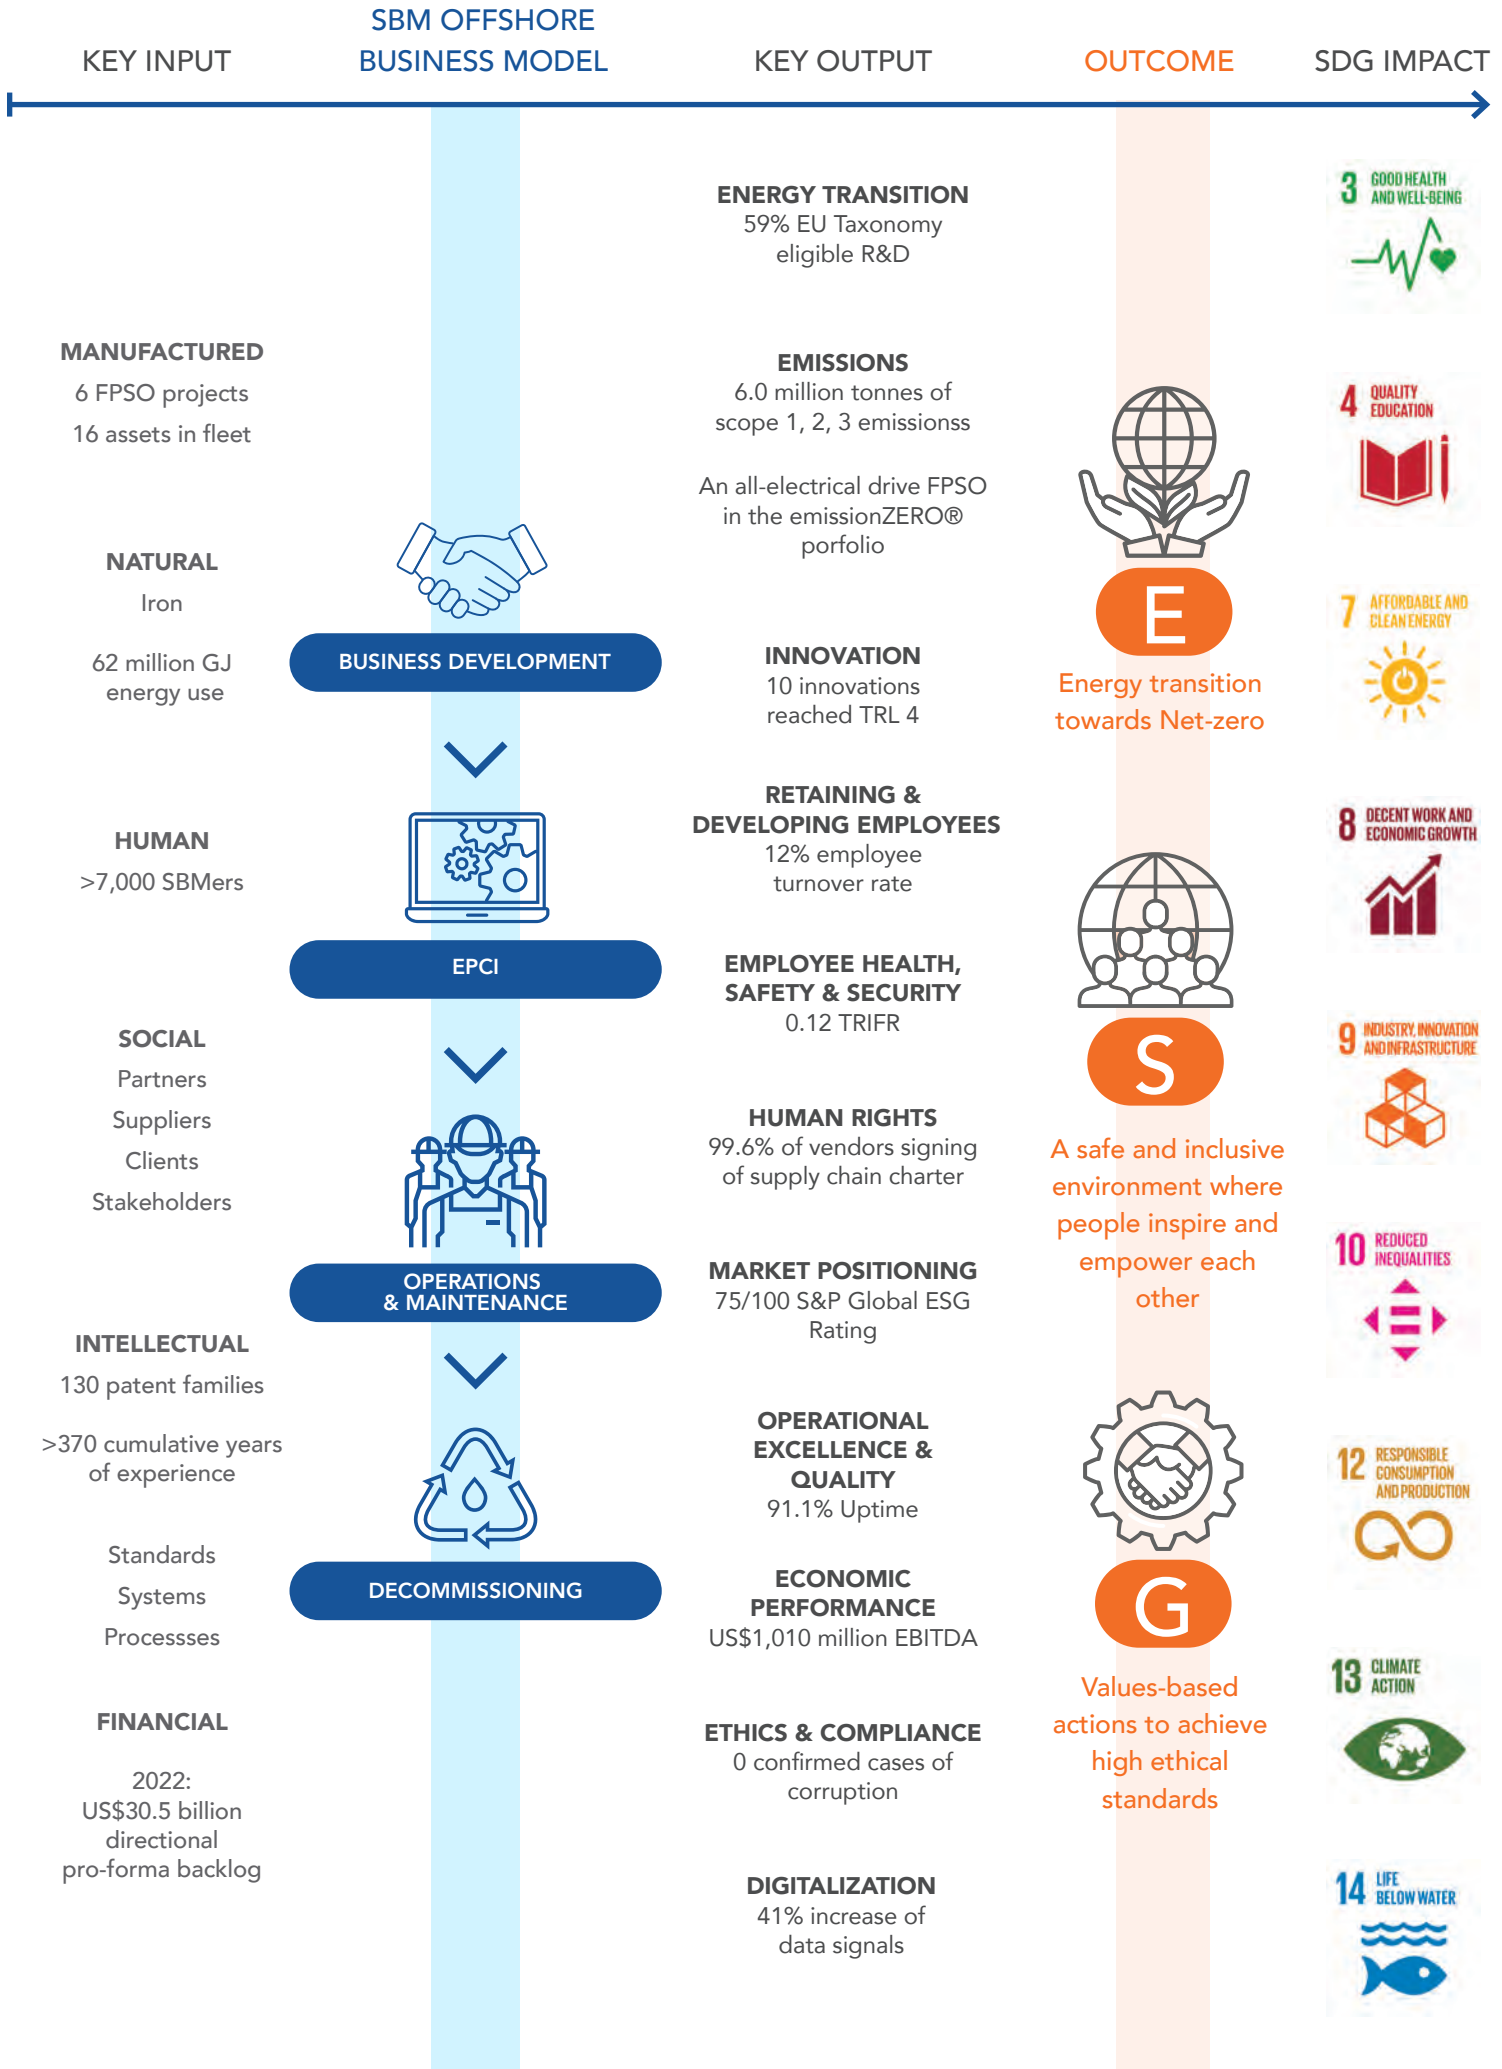 KEY INPUT
SBM OFFSHORE
BUSINESS MODEL
KEY OUTPUT
OUTCOME
SDG IMPACT
MANUFACTURED
6 FPSO projects
16 assets in fleet
NATURAL
Iron
62 million GJ
energy use
HUMAN
>7,000 SBMers
SOCIAL
Partners
Suppliers
Clients
Stakeholders
INTELLECTUAL
130 patent families
>370 cumulative years
of experience
Standards
Systems
Processses
FINANCIAL
2022:
US$30.5 billion
directional
pro-forma backlog
BUSINESS DEVELOPMENT
EPCI
OPERATIONS
& MAINTENANCE
DECOMMISSIONING
ENERGY TRANSITION
59% EU Taxonomy
eligible R&D
EMISSIONS
6.0 million tonnes of
scope 1, 2, 3 emissionss
An all-electrical drive FPSO
in the emissionZERO®
porfolio
INNOVATION
10 innovations
reached TRL 4
RETAINING &
DEVELOPING EMPLOYEES
12% employee
turnover rate
EMPLOYEE HEALTH,
SAFETY & SECURITY
0.12 TRIFR
HUMAN RIGHTS
99.6% of vendors signing
of supply chain charter
MARKET POSITIONING
75/100 S&P Global ESG
Rating
OPERATIONAL
EXCELLENCE &
QUALITY
91.1% Uptime
ECONOMIC
PERFORMANCE
US$1,010 million EBITDA
ETHICS & COMPLIANCE
0 confirmed cases of
corruption
DIGITALIZATION
41% increase of
data signals
E
Energy transition
towards Net-zero
S
A safe and inclusive
environment where
people inspire and
empower each
other
G
Values-based
actions to achieve
high ethical
standards
3 GOOD HEALTH
AND WELL-BEING
4 QUALITY
EDUCATION
7 AFFORDABLE AND
CLEAN ENERGY
8 DECENT WORK AND
ECONOMIC GROWTH
9 INDUSTRY, INNOVATION
AND INFRASTRUCTURE
10 REDUCED
INEQUALITIES
12 RESPONSIBLE
CONSUMPTION
AND PRODUCTION
13 CLIMATE
ACTION
14 LIFE
BELOW WATER